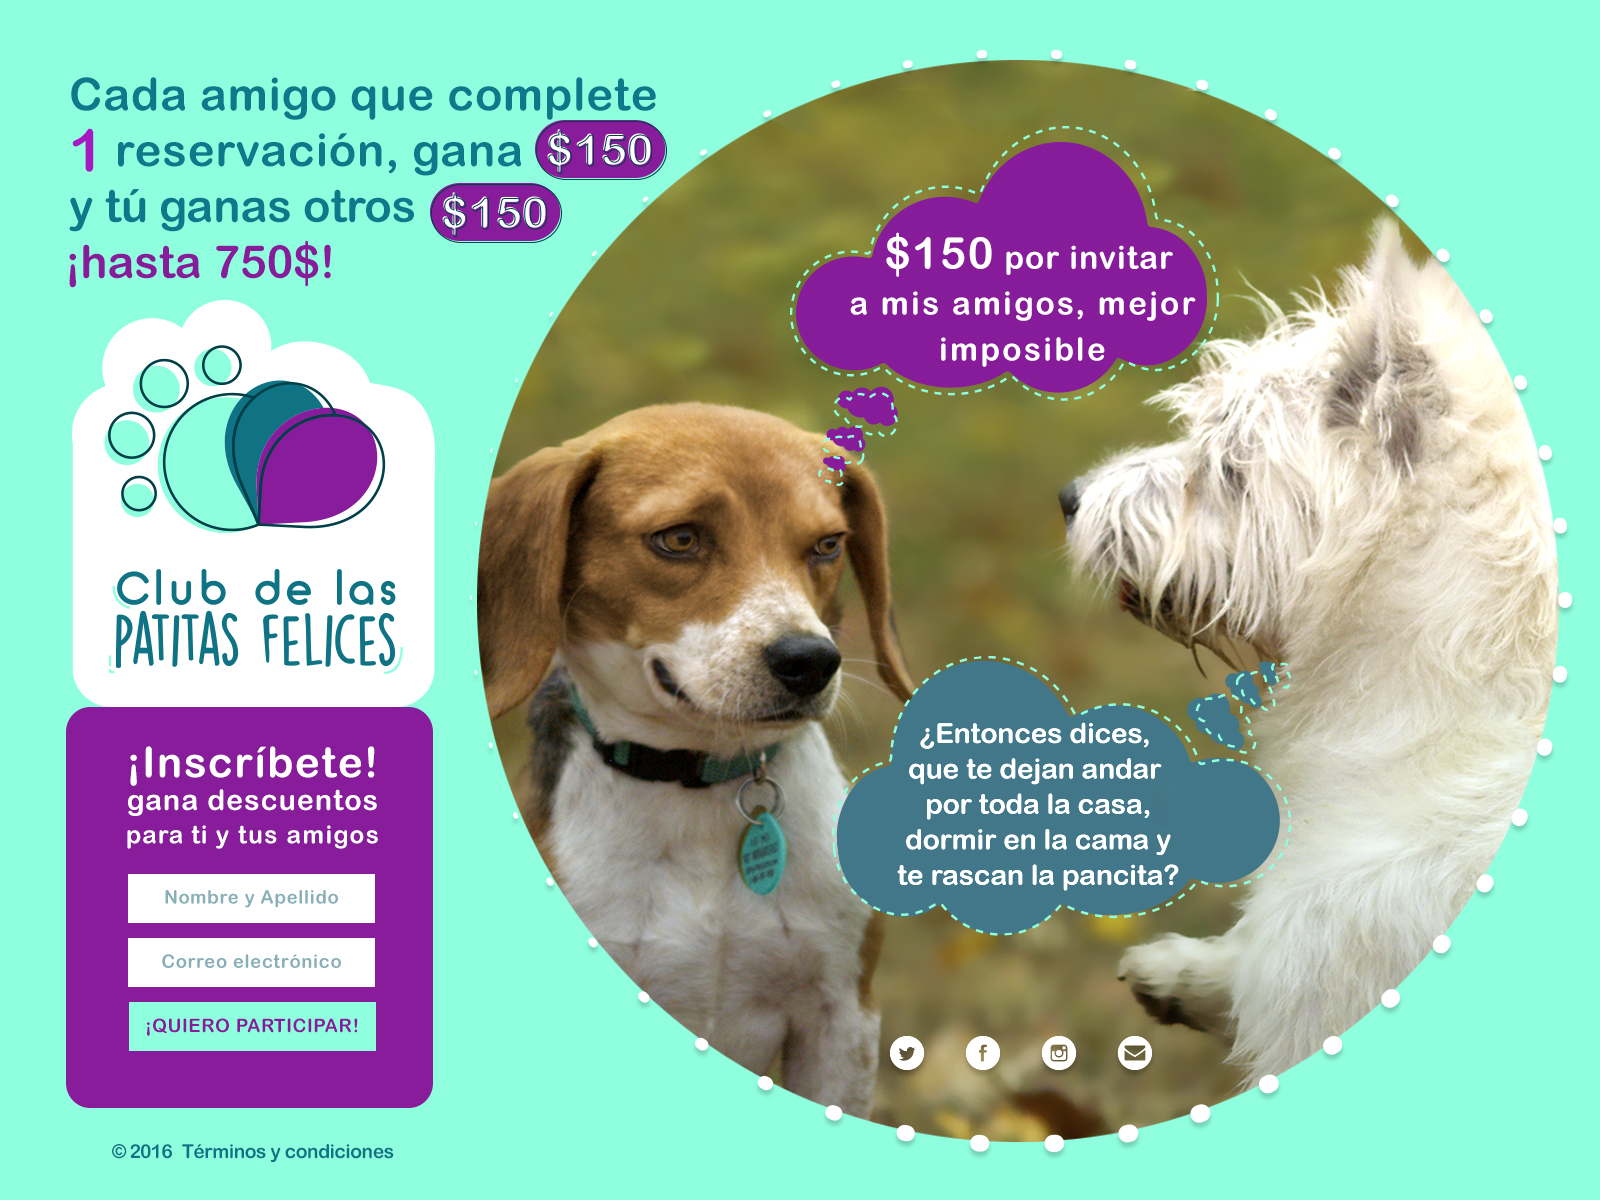 Cada amigo que complete
1 reservación, gana $150
y tú ganas otros $150
¡hasta 750$!
$150 por invitar
a mis amigos, mejor
imposible
Club de las
PATITAS FELICES
¿Entonces dices,
que te dejan andar
por toda la casa,
dormir en la cama y
te rascan la pancita?
¡Inscríbete!
gana descuentos
para ti y tus amigos
Nombre y Apellido
Correo electrónico
¡QUIERO PARTICIPAR!
© 2016 Términos y condiciones